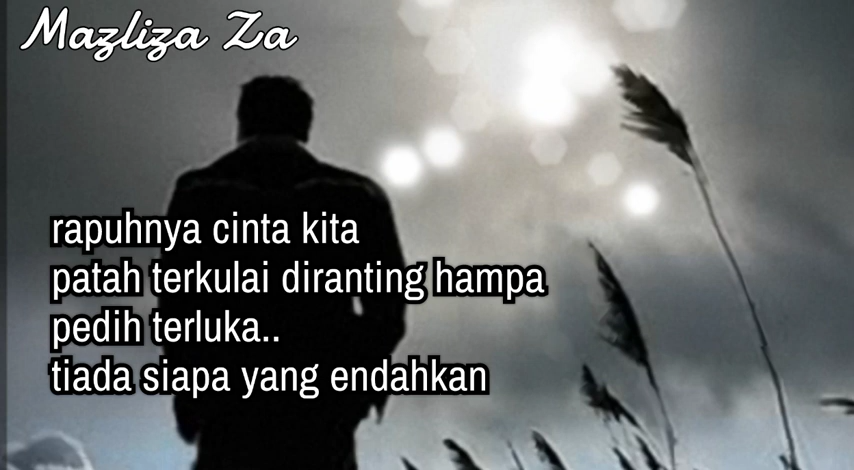 Mazliza Za
rapuhnya cinta kita
patah terkulai diranting hampa
pedih terluka..
tiada siapa yang endahkan